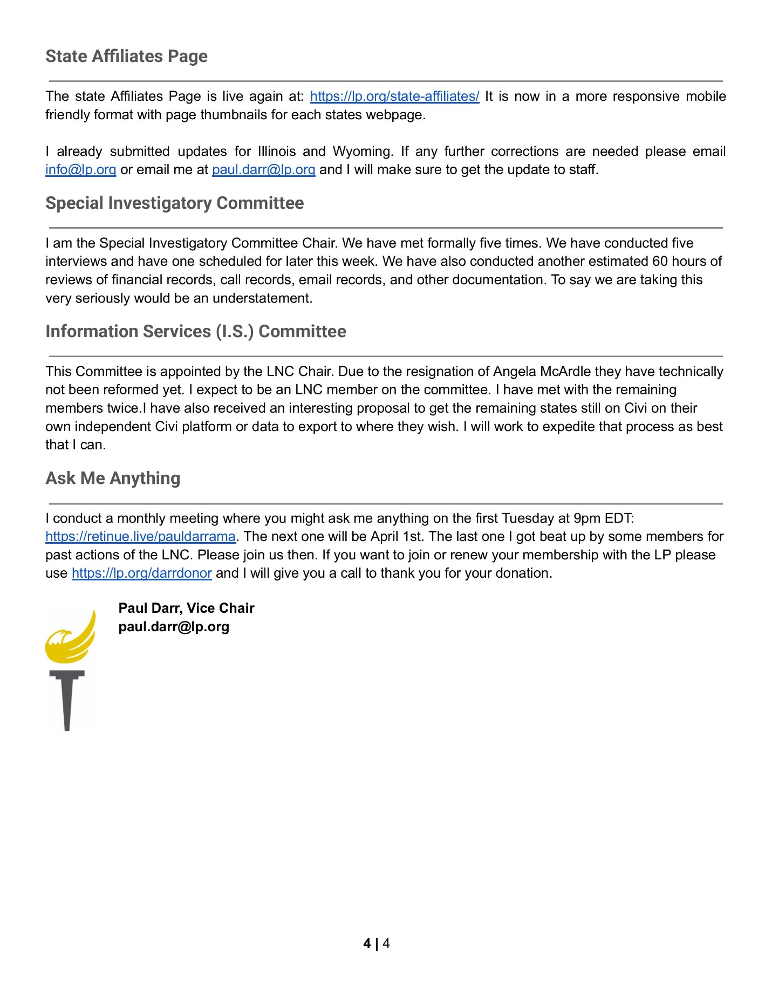 State Affiliates Page
The state Affiliates Page is live again at: https://lp.org/state-affiliates/ It is now in a more responsive mobile
friendly format with page thumbnails for each states webpage.
I already submitted updates for Illinois and Wyoming. If any further corrections are needed please email
info@lp.org or email me at paul.darr@lp.org and I will make sure to get the update to staff.
Special Investigatory Committee
I am the Special Investigatory Committee Chair. We have met formally five times. We have conducted five
interviews and have one scheduled for later this week. We have also conducted another estimated 60 hours of
reviews of financial records, call records, email records, and other documentation. To say we are taking this
very seriously would be an understatement.
Information Services (I.S.) Committee
This Committee is appointed by the LNC Chair. Due to the resignation of Angela McArdle they have technically
not been reformed yet. I expect to be an LNC member on the committee. I have met with the remaining
members twice.I have also received an interesting proposal to get the remaining states still on Civi on their
own independent Civi platform or data to export to where they wish. I will work to expedite that process as best
that I can.
Ask Me Anything
I conduct a monthly meeting where you might ask me anything on the first Tuesday at 9pm EDT:
https://retinue.live/pauldarrama. The next one will be April 1st. The last one I got beat up by some members for
past actions of the LNC. Please join us then. If you want to join or renew your membership with the LP please
use https://lp.org/darrdonor and I will give you a call to thank you for your donation.
Paul Darr, Vice Chair
paul.darr@lp.org
4 | 4